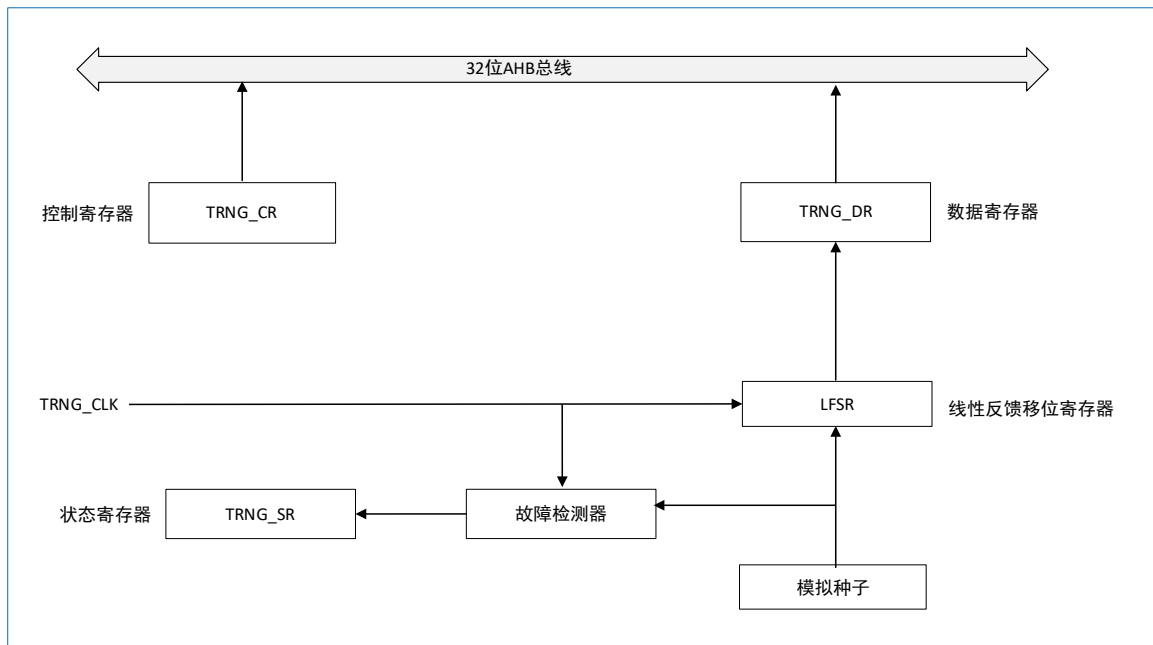 32位AHB总线
控制寄存器
TRNG_CR
TRNG_DR
数据寄存器
TRNG_CLK
LFSR
线性反馈移位寄存器
状态寄存器
TRNG_SR
故障检测器
模拟种子